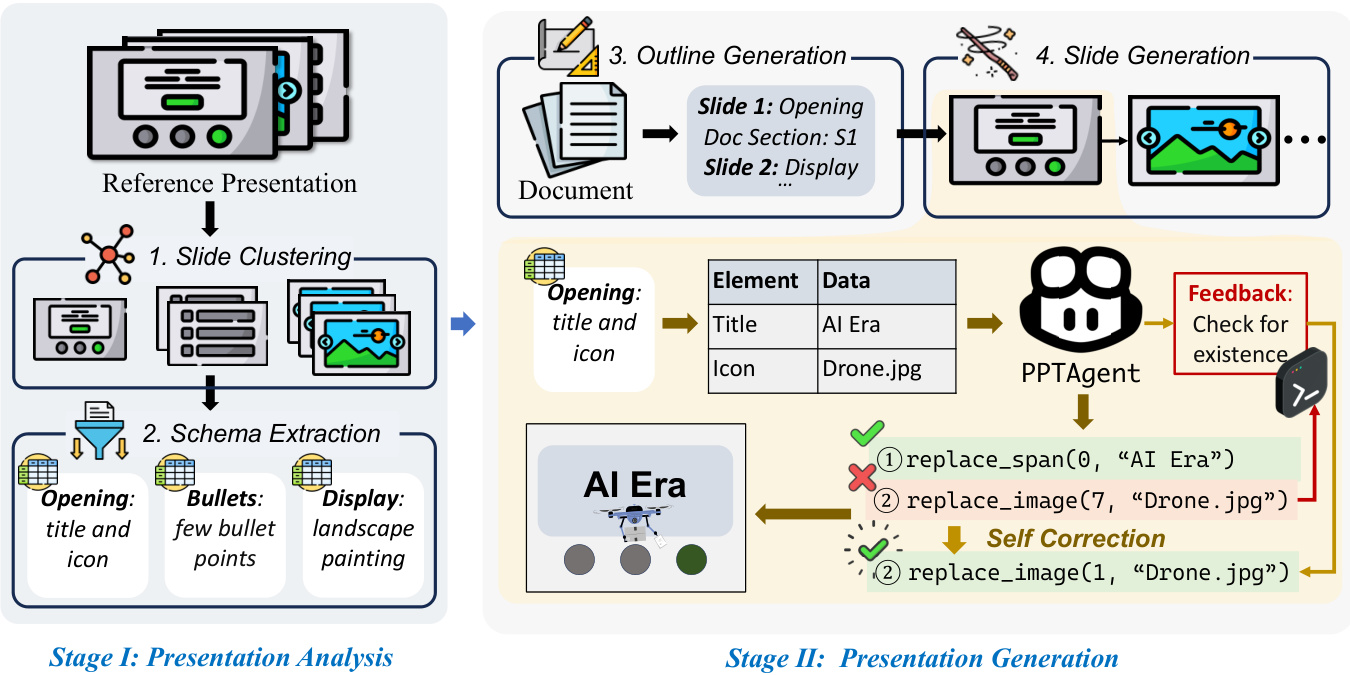 Reference Presentation
1. Slide Clustering
2. Schema Extraction
Opening:
title and
icon
Bullets:
few bullet
points
Display:
landscape
painting
Stage I: Presentation Analysis
3. Outline Generation
Document
Slide 1: Opening
Doc Section: S1
Slide 2: Display
...
4. Slide Generation
Opening:
title and
icon
Element Data
Title AI Era
Icon Drone.jpg
PPTAgent
Feedback:
Check for
existence
① replace_span(0, “AI Era”)
② replace_image(7, “Drone.jpg”)
Self Correction
② replace_image(1, “Drone.jpg”)
AI Era
Stage II: Presentation Generation